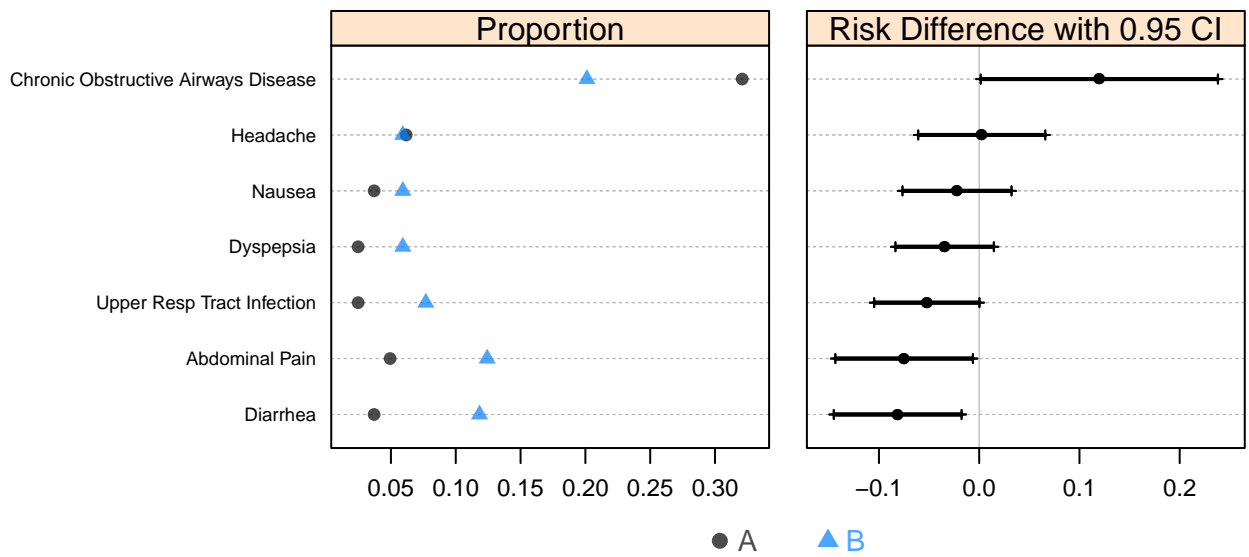 Proportion
Risk Difference with 0.95 CI
Chronic Obstructive Airways Disease
Headache
Nausea
Dyspepsia
Upper Resp Tract Infection
Abdominal Pain
Diarrhea
0.05 0.10 0.15 0.20 0.25 0.30
−0.1 0.0 0.1 0.2
A B